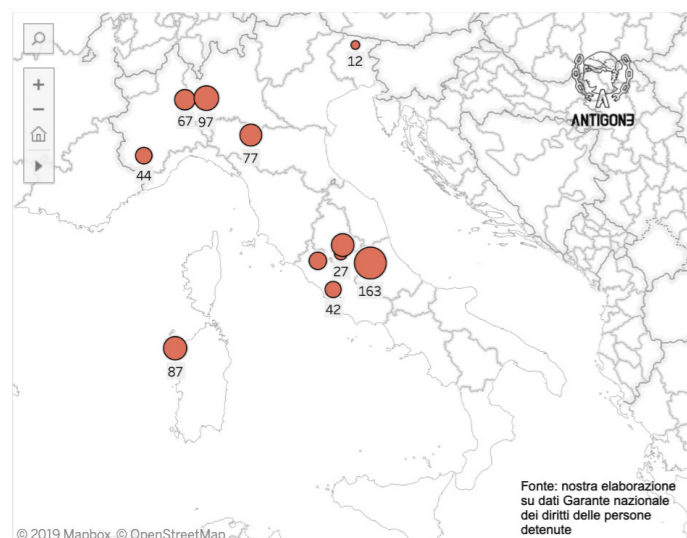 12
ANTIGONE
67
97
77
44
27
163
42
87
Fonte: nostra elaborazione
su dati Garante nazionale
dei diritti delle persone
detenute
© 2019 Mapbox, © OpenStreetMap